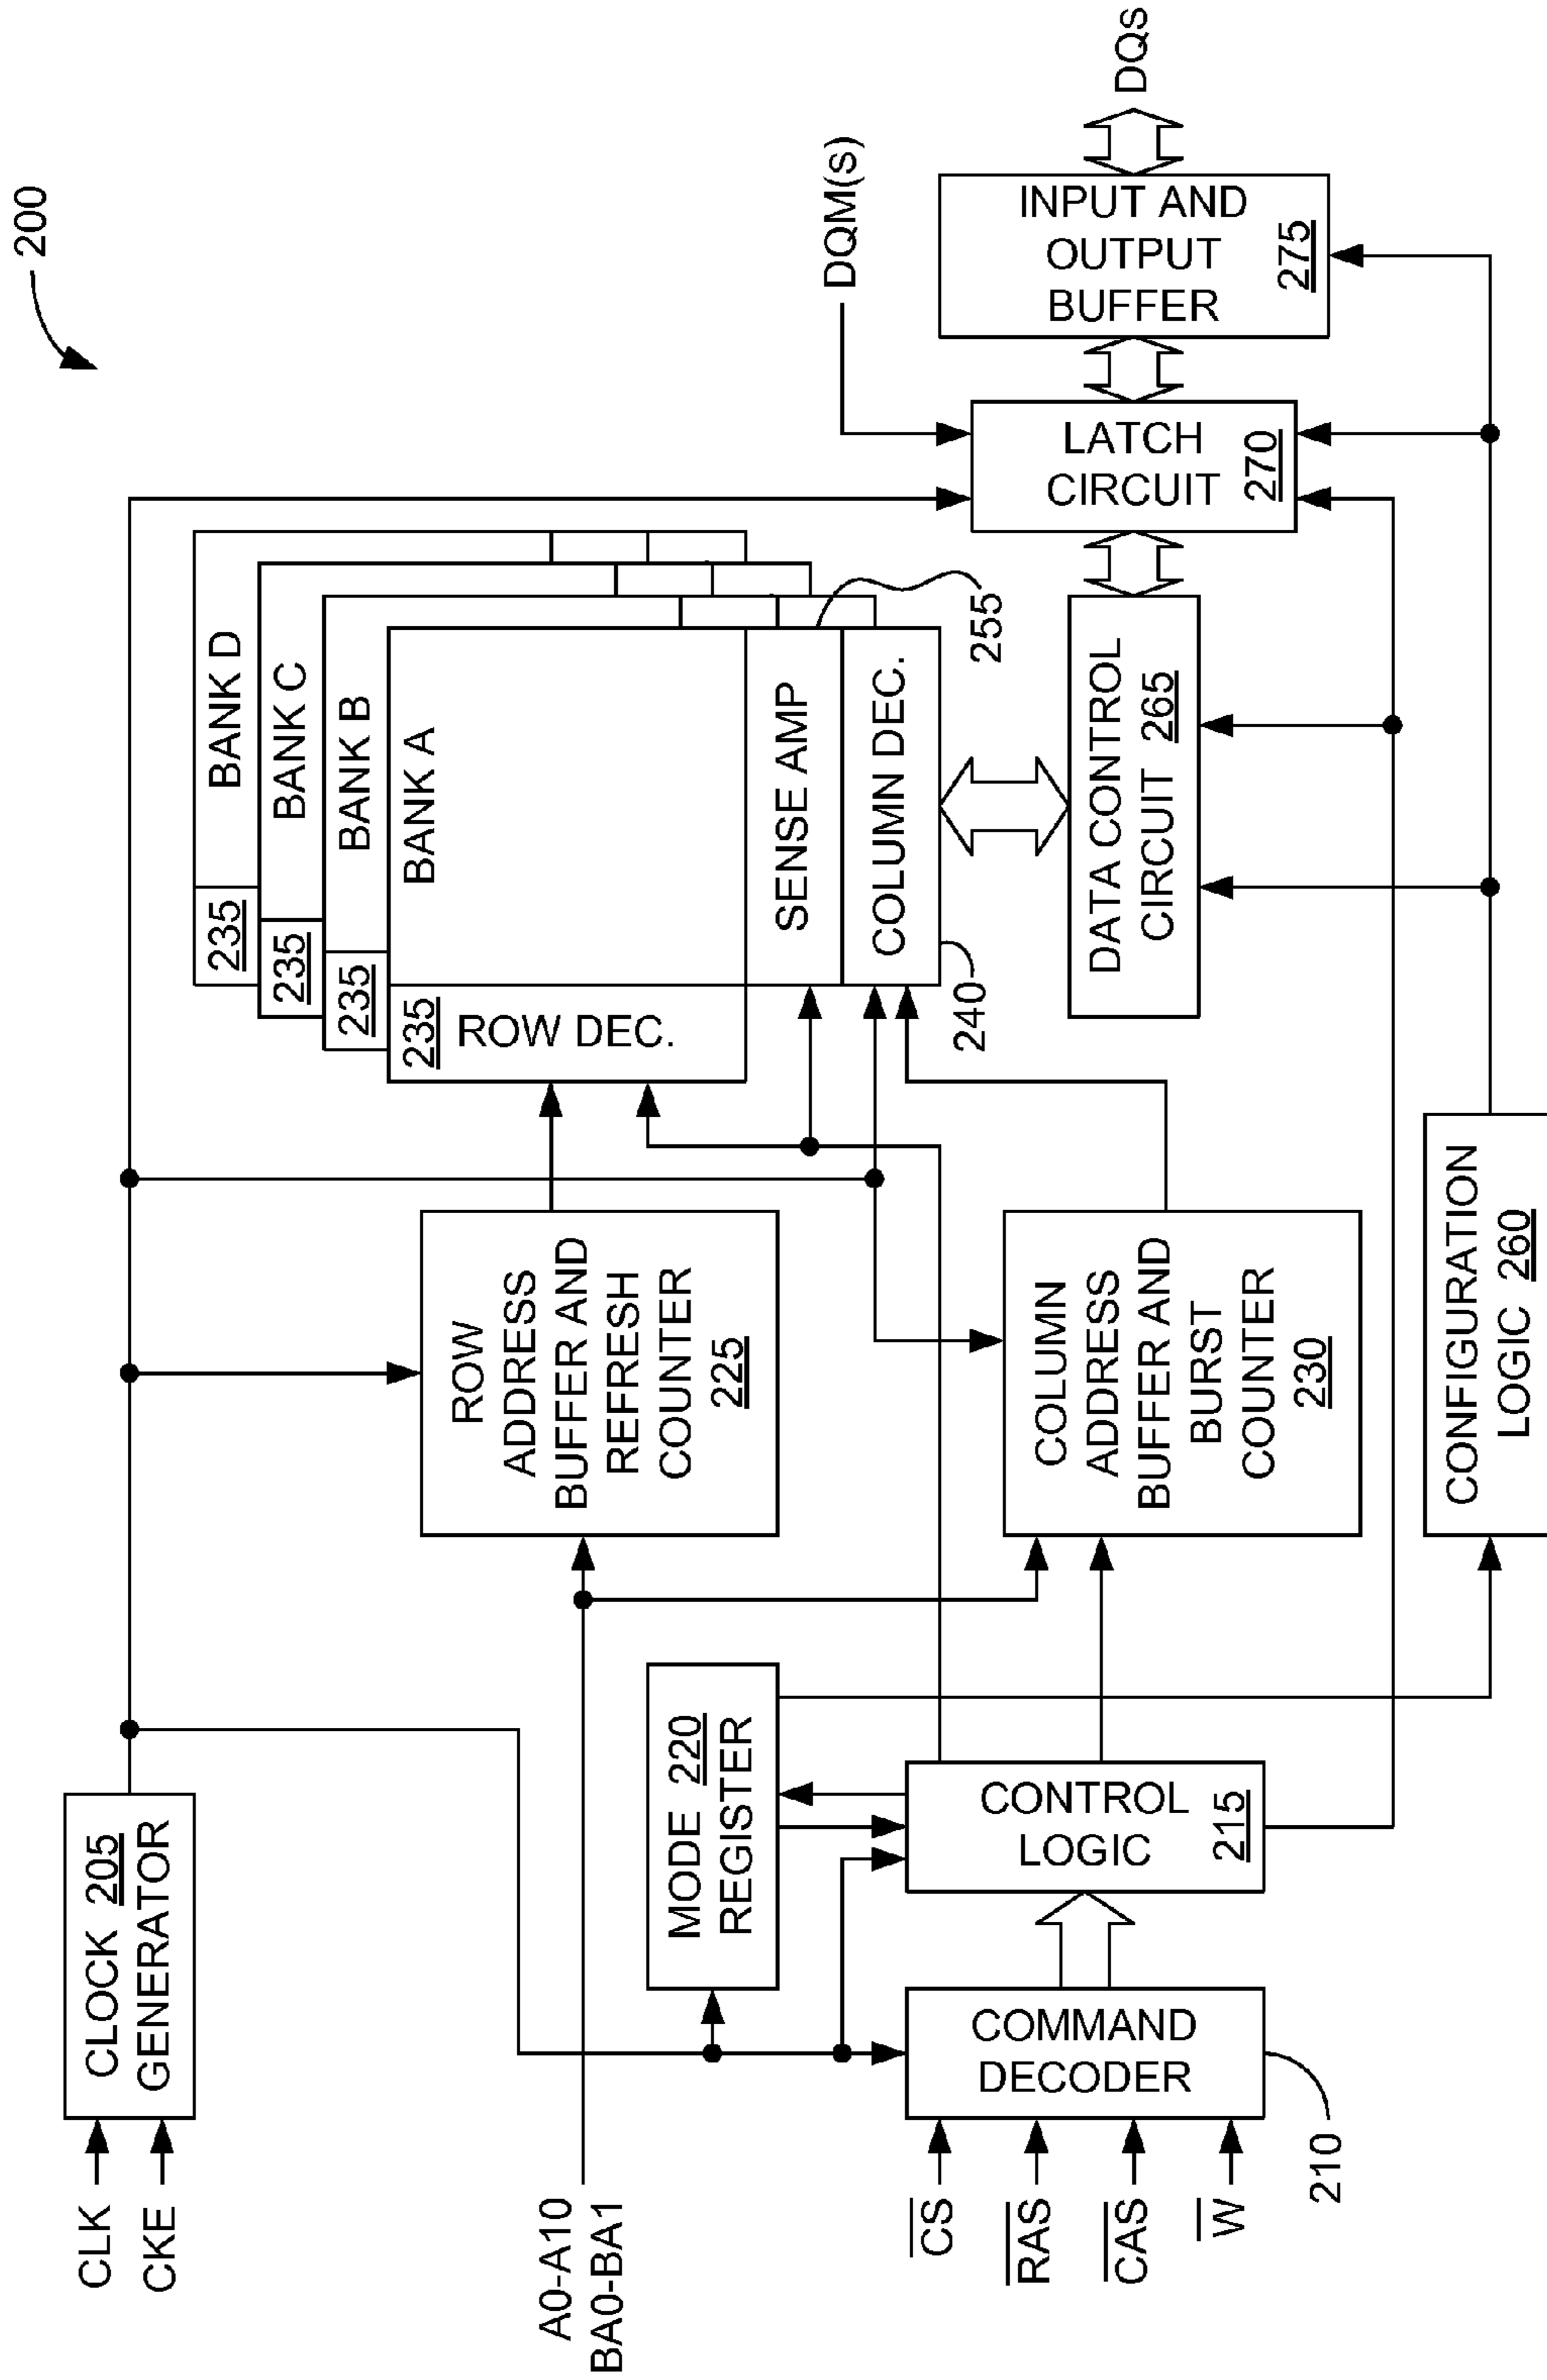 200
CLK
CKE
CLOCK 205
GENERATOR
A0-A10
BA0-BA1
CS
RAS
CAS
W
COMMAND
DECODER
210
MODE 220
REGISTER
CONTROL
LOGIC
215
ROW
ADDRESS
BUFFER AND
REFRESH
COUNTER
225
COLUMN
ADDRESS
BUFFER AND
BURST
COUNTER
230
CONFIGURATION
LOGIC 260
235 BANK D
235 BANK C
235 BANK B
235
ROW DEC.
BANK A
SENSE AMP
COLUMN DEC.
240
255
DATA CONTROL
CIRCUIT 265
DQM(S)
LATCH
CIRCUIT
270
INPUT AND
OUTPUT
BUFFER
275
DQS